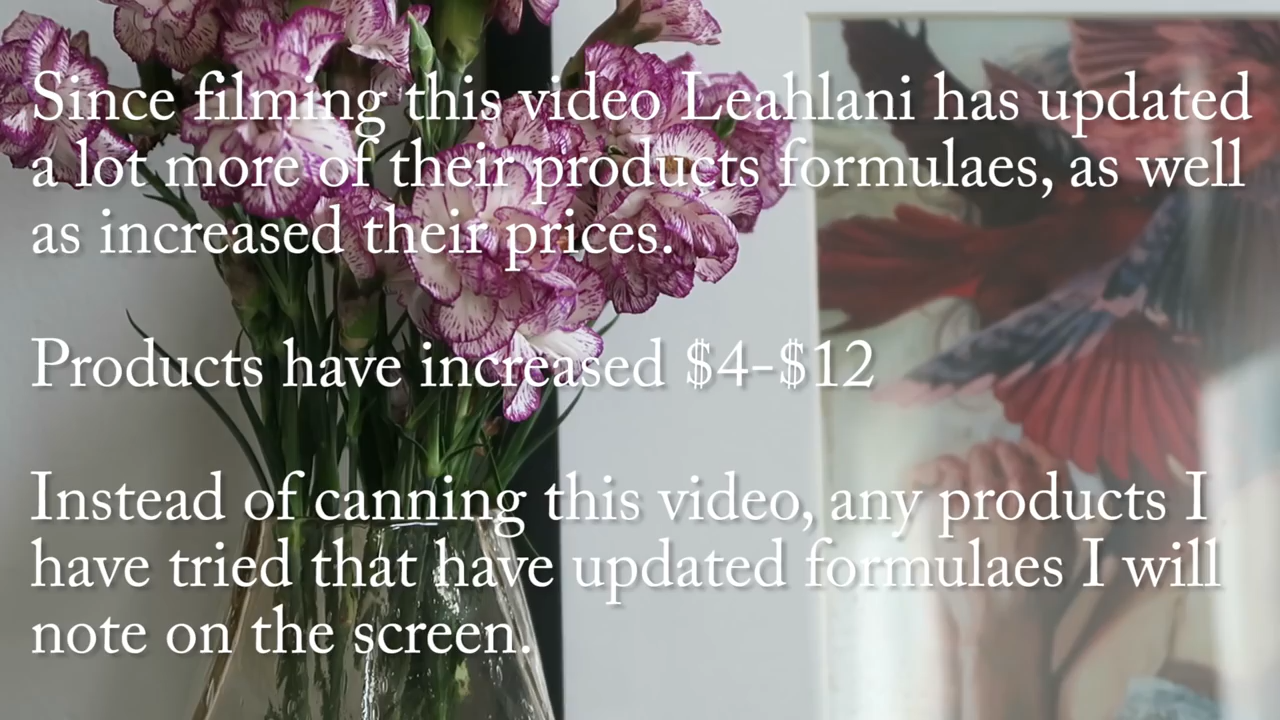 Since filming this video Leahlani has updated
a lot more of their products formulaes, as well
as increased their prices.
Products have increased $4-$12
Instead of canning this video, any products I
have tried that have updated formulaes I will
note on the screen.